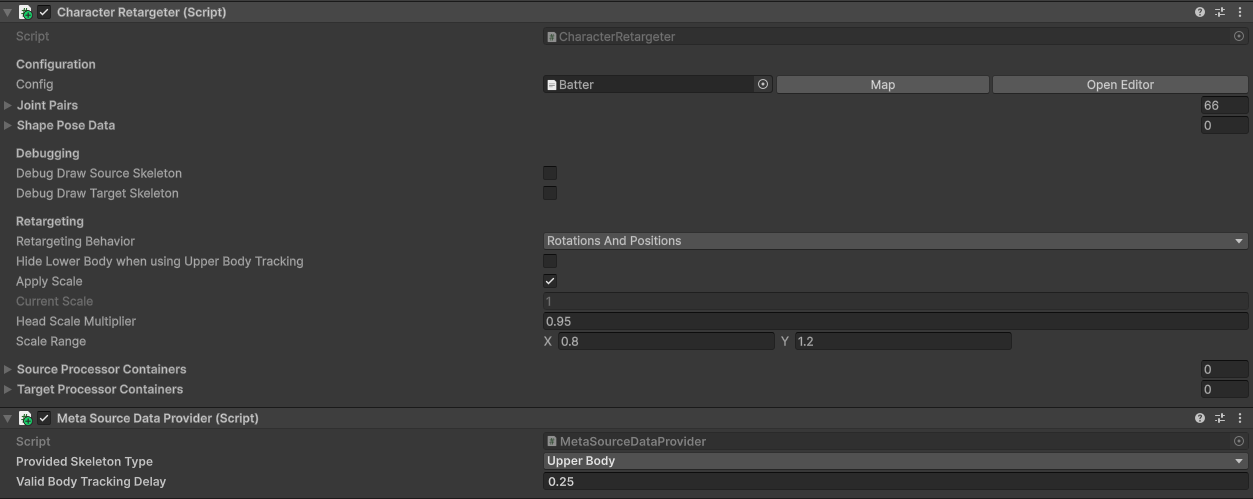 Character Retargeter (Script)
Script CharacterRetargeter
Configuration
Config Batter Map Open Editor
Joint Pairs 66
Shape Pose Data 0
Debugging
Debug Draw Source Skeleton
Debug Draw Target Skeleton
Retargeting
Retargeting Behavior Rotations And Positions
Hide Lower Body when using Upper Body Tracking
Apply Scale
Current Scale 1
Head Scale Multiplier 0.95
Scale Range X 0.8 Y 1.2
Source Processor Containers 0
Target Processor Containers 0
Meta Source Data Provider (Script)
Script MetaSourceDataProvider
Provided Skeleton Type Upper Body
Valid Body Tracking Delay 0.25